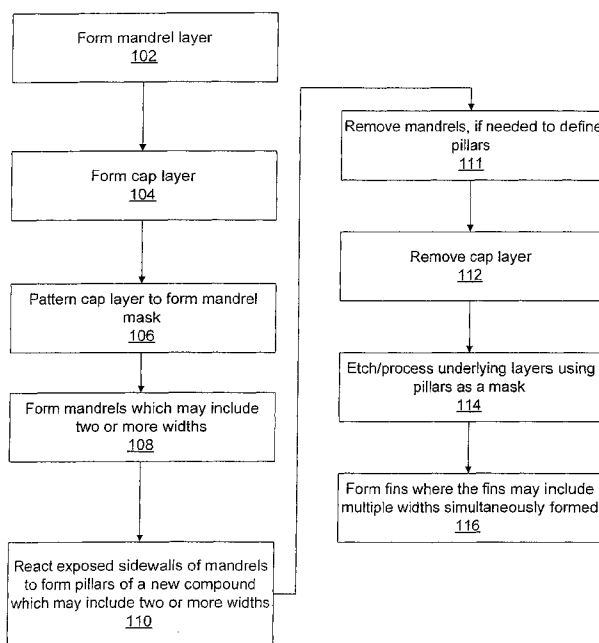 Form mandrel layer
102
Form cap layer
104
Pattern cap layer to form mandrel
mask
106
Form mandrels which may include
two or more widths
108
React exposed sidewalls of mandrels
to form pillars of a new compound
which may include two or more widths
110
Remove mandrels, if needed to define
pillars
111
Remove cap layer
112
Etch/process underlying layers using
pillars as a mask
114
Form fins where the fins may include
multiple widths simultaneously formed
116